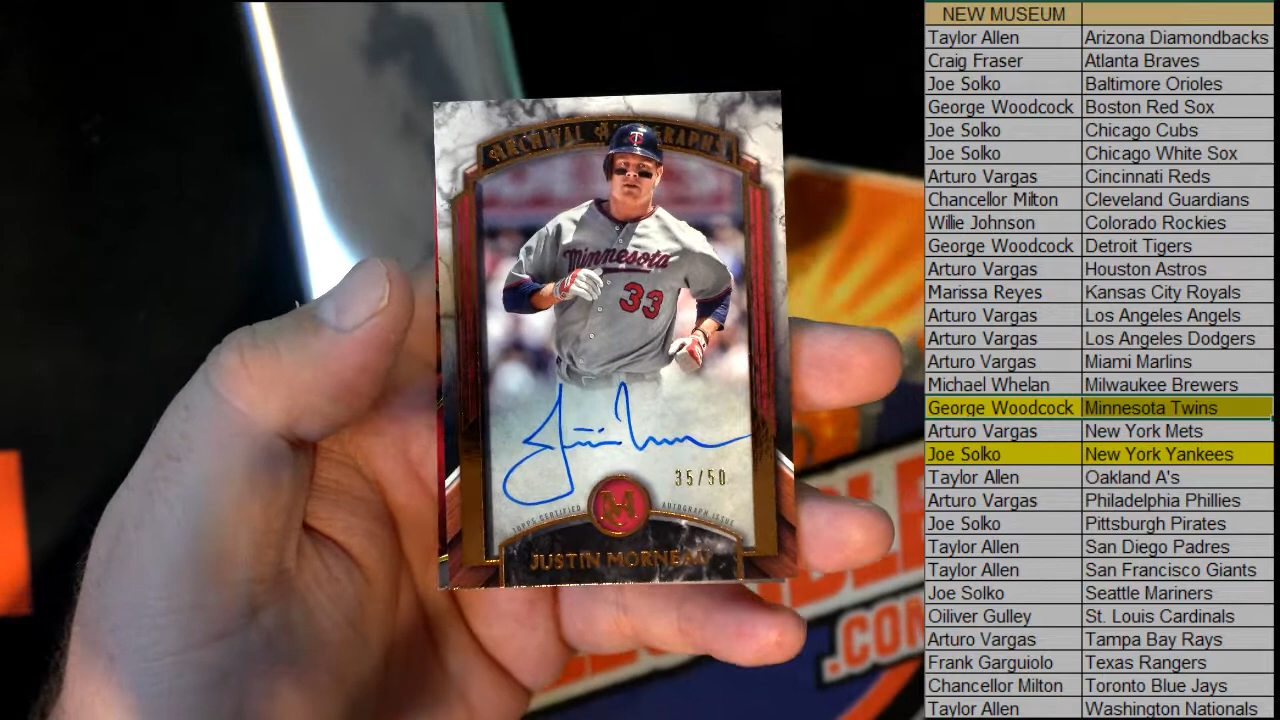 ARCHIVAL AUTOGRAPHS
T
Minnesota
33
35/50
TOPPS CERTIFIED
AUTOGRAPH ISSUE
M
JUSTIN MORNEAU
.COM
NEW MUSEUM
Taylor Allen Arizona Diamondbacks
Craig Fraser Atlanta Braves
Joe Solko Baltimore Orioles
George Woodcock Boston Red Sox
Joe Solko Chicago Cubs
Joe Solko Chicago White Sox
Arturo Vargas Cincinnati Reds
Chancellor Milton Cleveland Guardians
Willie Johnson Colorado Rockies
George Woodcock Detroit Tigers
Arturo Vargas Houston Astros
Marissa Reyes Kansas City Royals
Arturo Vargas Los Angeles Angels
Arturo Vargas Los Angeles Dodgers
Arturo Vargas Miami Marlins
Michael Whelan Milwaukee Brewers
George Woodcock Minnesota Twins
Arturo Vargas New York Mets
Joe Solko New York Yankees
Taylor Allen Oakland A's
Arturo Vargas Philadelphia Phillies
Joe Solko Pittsburgh Pirates
Taylor Allen San Diego Padres
Taylor Allen San Francisco Giants
Joe Solko Seattle Mariners
Oiliver Gulley St. Louis Cardinals
Arturo Vargas Tampa Bay Rays
Frank Garguiolo Texas Rangers
Chancellor Milton Toronto Blue Jays
Taylor Allen Washington Nationals